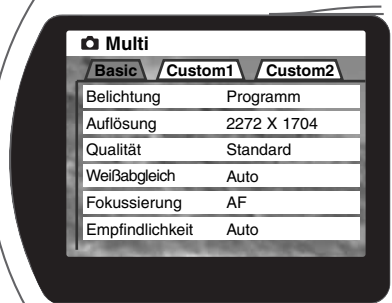 Multi
Basic Custom1 Custom2
Belichtung Programm
Auflösung 2272 X 1704
Qualität Standard
Weißabgleich Auto
Fokussierung AF
Empfindlichkeit Auto